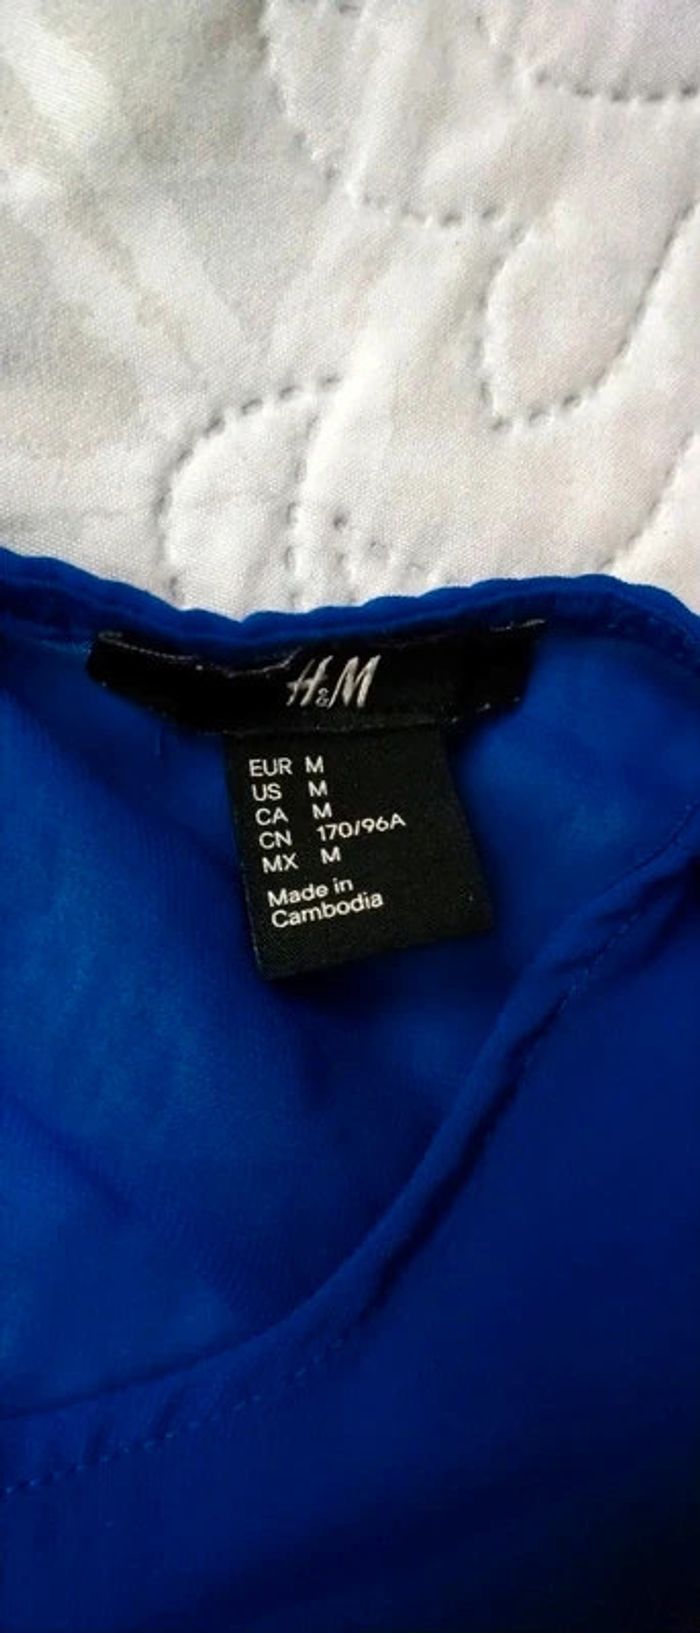 H&M
EUR M
US M
CA M
CN 170/96A
MX M
Made in
Cambodia